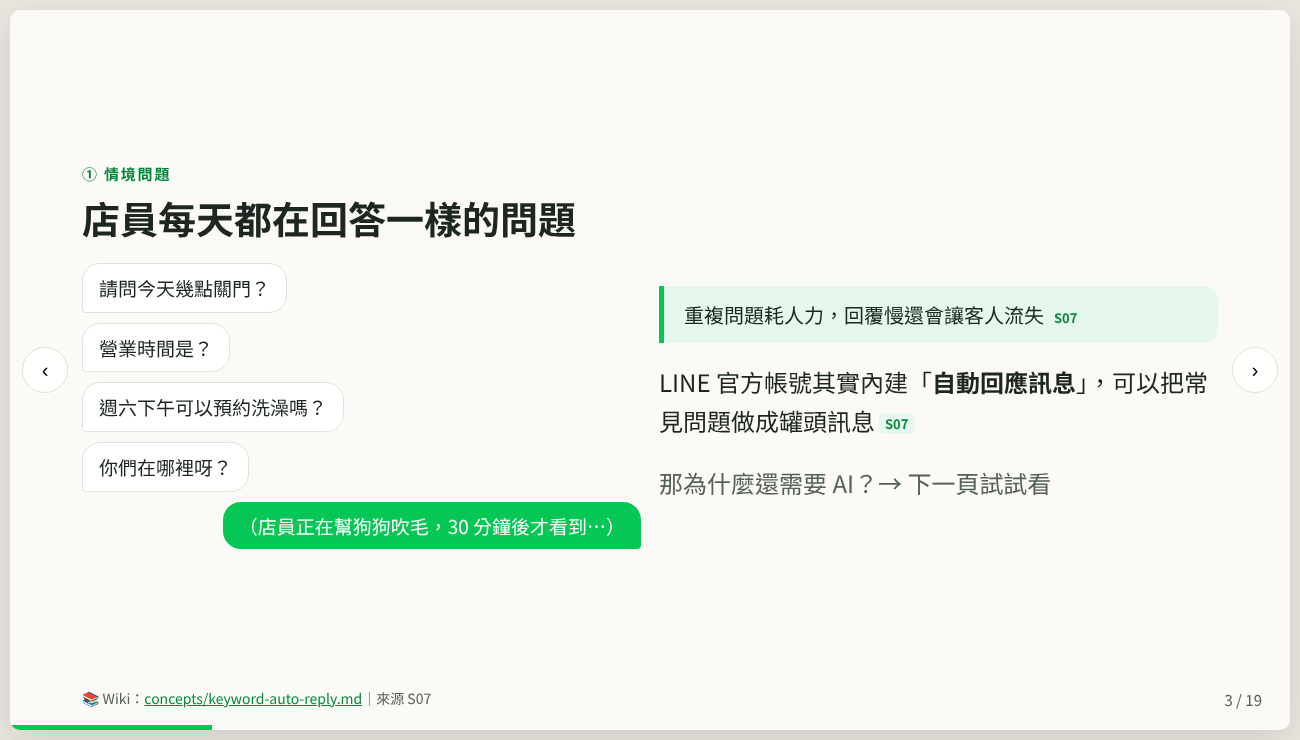 ① 情境問題
店員每天都在回答一樣的問題
請問今天幾點關門？
營業時間是？
週六下午可以預約洗澡嗎？
你們在哪裡呀？
（店員正在幫狗狗吹毛，30 分鐘後才看到…）
重複問題耗人力，回覆慢還會讓客人流失 S07
LINE 官方帳號其實內建「自動回應訊息」，可以把常
見問題做成罐頭訊息 S07
那為什麼還需要 AI？→ 下一頁試試看
‹
›
📚 Wiki：concepts/keyword-auto-reply.md｜來源 S07
3 / 19